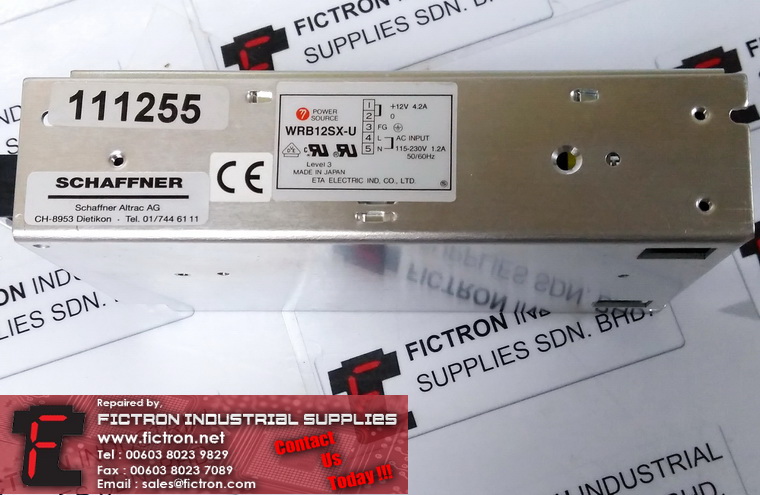 FICTRON IN
SUPPLIES SDN. BHD
111255
POWER
SOURCE
WRB12SX-U
Level 3
MADE IN JAPAN
ETA ELECTRIC IND, CO., LTD.
1 +12V 4.2A
2 0
3 FG
4 L AC INPUT
5 N 115-230V 1.2A
50/60Hz
CE
SCHAFFNER
Schaffner Altrac AG
CH-8953 Dietikon · Tel. 01/744 61 11
INDU
LIES SDN.
FICTRON
SUPPLIES SDN. BHD.
FICTRON
INDUSTRIAL
Repaired by,
FICTRON INDUSTRIAL SUPPLIES
www.fictron.net
Tel : 00603 8023 9829
Fax : 00603 8023 7089
Email : sales@fictron.com
Contact
Us
Today !!!